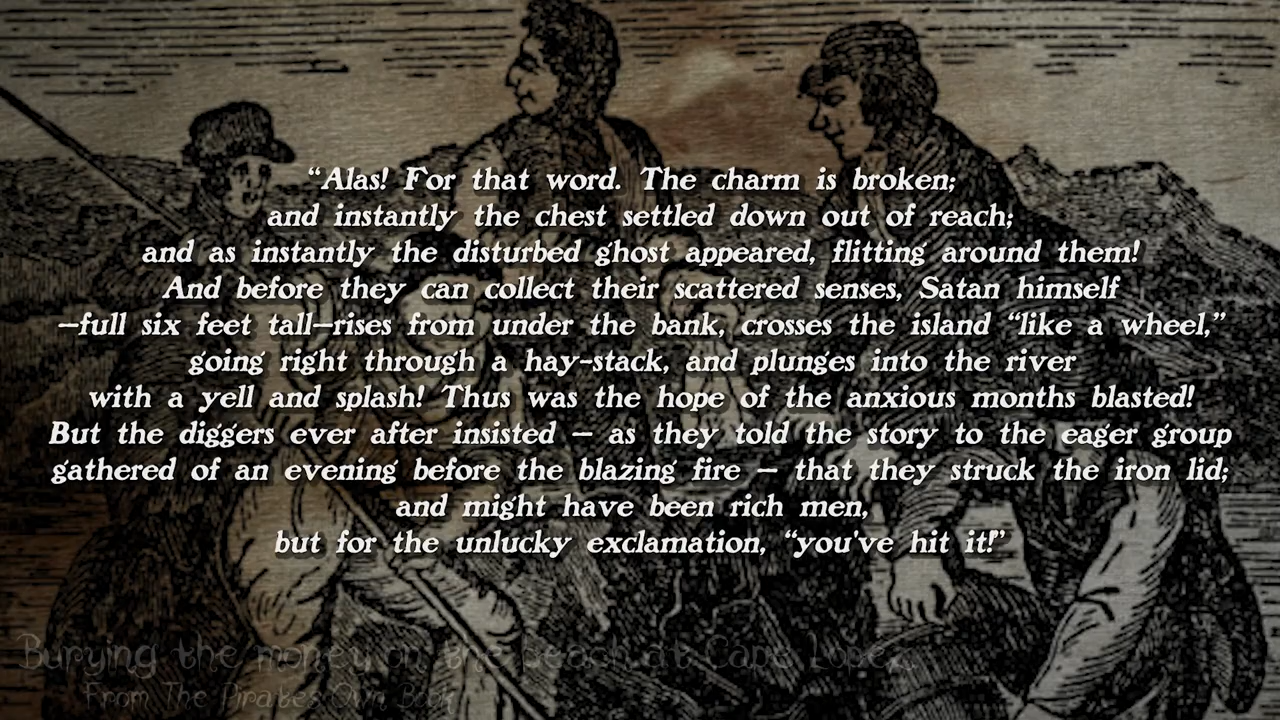 “Alas! For that word. The charm is broken;
and instantly the chest settled down out of reach;
and as instantly the disturbed ghost appeared, flitting around them!
And before they can collect their scattered senses, Satan himself
—full six feet tall—rises from under the bank, crosses the island “like a wheel,”
going right through a hay-stack, and plunges into the river
with a yell and splash! Thus was the hope of the anxious months blasted!
But the diggers ever after insisted — as they told the story to the eager group
gathered of an evening before the blazing fire — that they struck the iron lid;
and might have been rich men,
but for the unlucky exclamation, “you've hit it!”
Burying the money on the beach at Cape Lopez.
From The Pirates Own Book